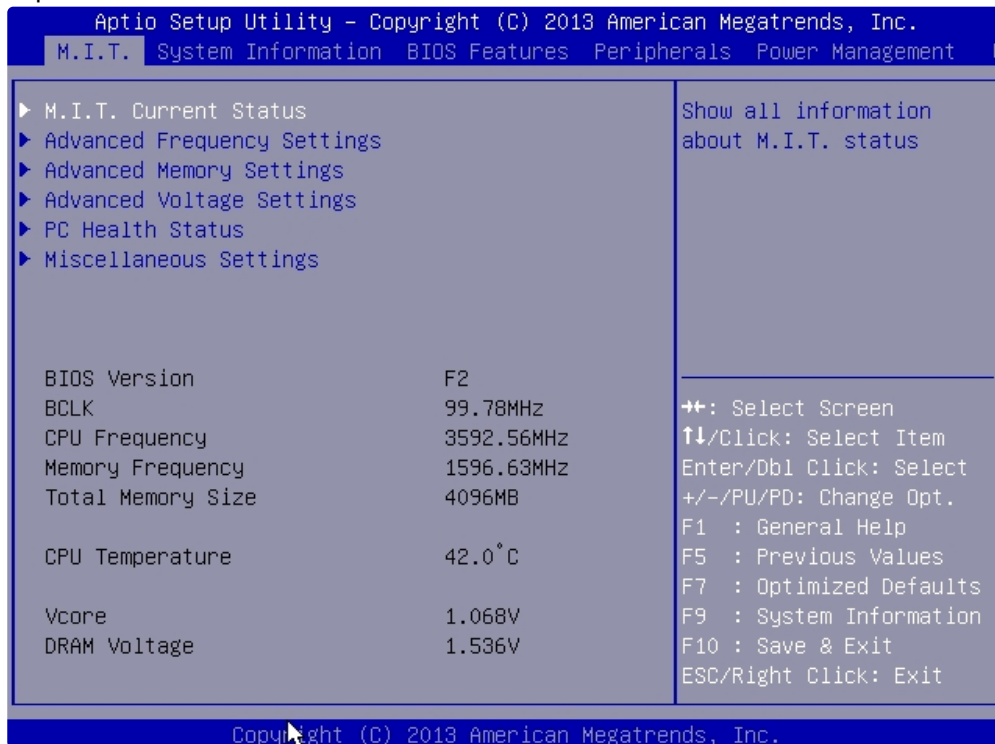 Aptio Setup Utility – Copyright (C) 2013 American Megatrends, Inc.
M.I.T. System Information BIOS Features Peripherals Power Management
M.I.T. Current Status
Advanced Frequency Settings
Advanced Memory Settings
Advanced Voltage Settings
PC Health Status
Miscellaneous Settings
BIOS Version F2
BCLK 99.78MHz
CPU Frequency 3592.56MHz
Memory Frequency 1596.63MHz
Total Memory Size 4096MB
CPU Temperature 42.0°C
Vcore 1.068V
DRAM Voltage 1.536V
Show all information
about M.I.T. status
→←: Select Screen
↑↓/Click: Select Item
Enter/Dbl Click: Select
+/-/PU/PD: Change Opt.
F1 : General Help
F5 : Previous Values
F7 : Optimized Defaults
F9 : System Information
F10 : Save & Exit
ESC/Right Click: Exit
Copyright (C) 2013 American Megatrends, Inc.